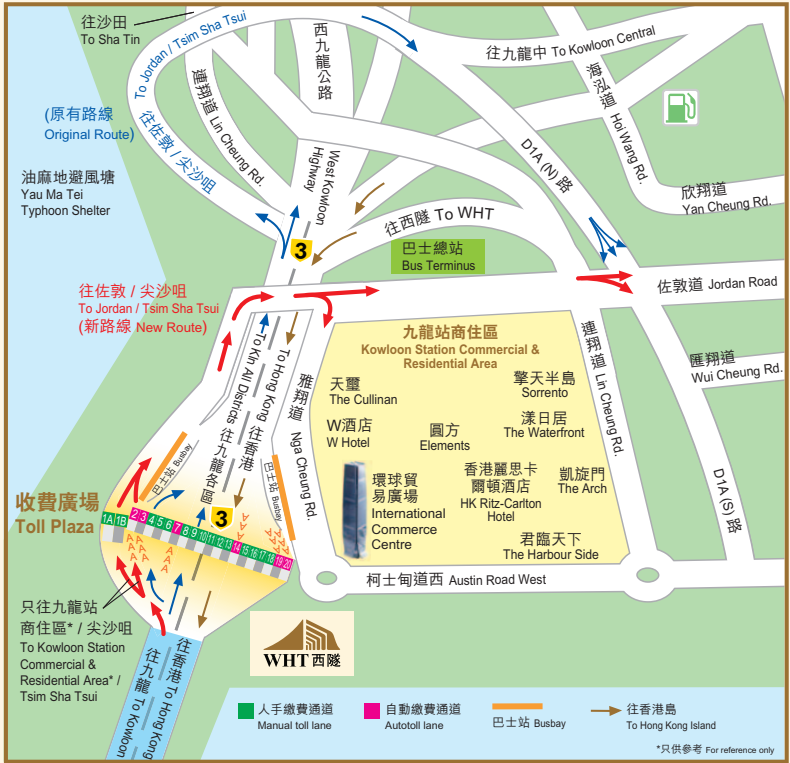 往沙田
To Sha Tin
To Jordan / Tsim Sha Tsui
往佐敦 / 尖沙咀
(原有路線
Original Route)
連翔道 Lin Cheung Rd.
西九龍公路
West Kowloon
Highway
往九龍中 To Kowloon Central
海泓道 Hoi Wang Rd.
D1A (N) 路
欣翔道
Yan Cheung Rd.
油麻地避風塘
Yau Ma Tei
Typhoon Shelter
3
往西隧 To WHT
巴士總站
Bus Terminus
往佐敦 / 尖沙咀
To Jordan / Tsim Sha Tsui
(新路線 New Route)
佐敦道 Jordan Road
九龍站商住區
Kowloon Station Commercial &
Residential Area
連翔道 Lin Cheung Rd.
匯翔道
Wui Cheung Rd.
To Kln All Districts 往九龍各區
To Hong Kong 往香港
雅翔道 Nga Cheung Rd.
天璽
The Cullinan
擎天半島
Sorrento
W酒店
W Hotel
圓方
Elements
漾日居
The Waterfront
環球貿
易廣場
International
Commerce
Centre
香港麗思卡
爾頓酒店
HK Ritz-Carlton
Hotel
凱旋門
The Arch
君臨天下
The Harbour Side
D1A (S) 路
巴士站 Busbay
巴士站 Busbay
收費廣場
Toll Plaza
3
1A 1B 2 3 4 5 6 7 8 9 10 11 12 13 14 15 16 17 18 19 20
柯士甸道西 Austin Road West
只往九龍站
商住區* / 尖沙咀
To Kowloon Station
Commercial &
Residential Area* /
Tsim Sha Tsui
往九龍 To Kowloon
往香港 To Hong Kong
WHT 西隧
人手繳費通道
Manual toll lane
自動繳費通道
Autotoll lane
巴士站 Busbay
往香港島
To Hong Kong Island
*只供參考 For reference only